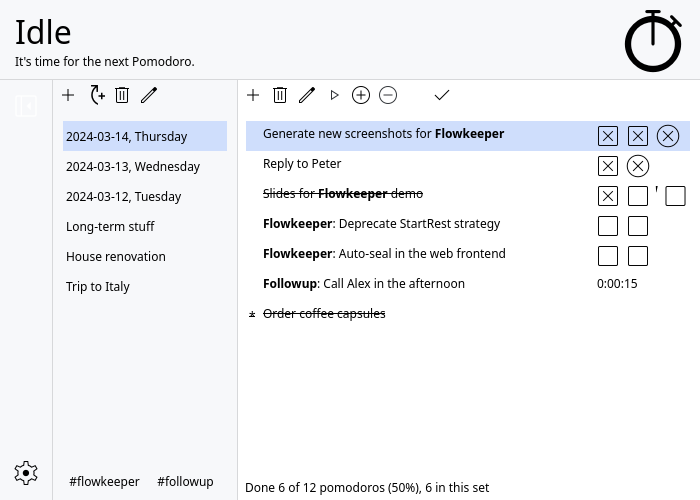 Idle
It's time for the next Pomodoro.
2024-03-14, Thursday
2024-03-13, Wednesday
2024-03-12, Tuesday
Long-term stuff
House renovation
Trip to Italy
#flowkeeper #followup
Generate new screenshots for Flowkeeper
Reply to Peter
Slides for Flowkeeper demo
Flowkeeper: Deprecate StartRest strategy
Flowkeeper: Auto-seal in the web frontend
Followup: Call Alex in the afternoon 0:00:15
Order coffee capsules
Done 6 of 12 pomodoros (50%), 6 in this set